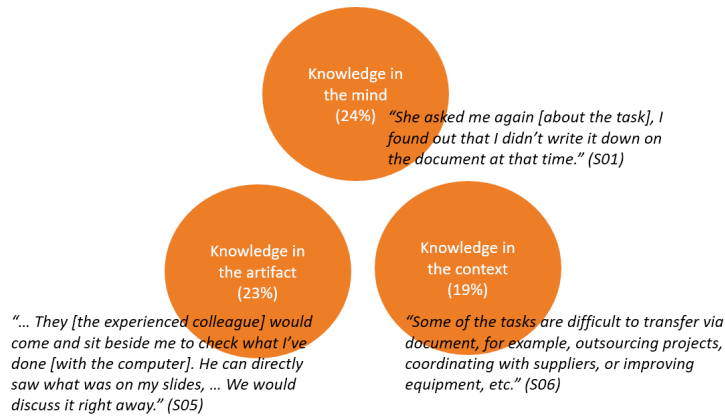 Knowledge in
the mind
(24%)
“She asked me again [about the task], I
found out that I didn’t write it down on
the document at that time.” (S01)
Knowledge in
the artifact
(23%)
Knowledge in
the context
(19%)
“… They [the experienced colleague] would
come and sit beside me to check what I’ve
done [with the computer]. He can directly
saw what was on my slides, … We would
discuss it right away.” (S05)
“Some of the tasks are difficult to transfer via
document, for example, outsourcing projects,
coordinating with suppliers, or improving
equipment, etc.” (S06)